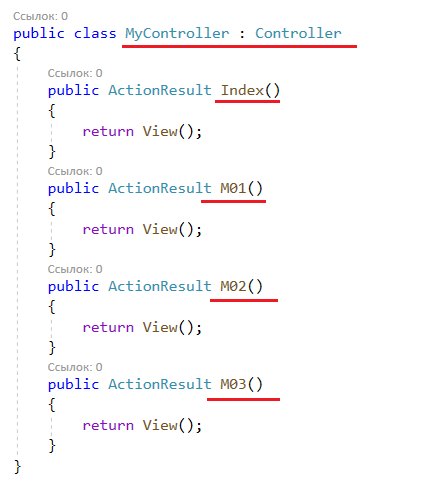 Ссылок: 0
public class MyController : Controller
{
Ссылок: 0
public ActionResult Index()
{
return View();
}
Ссылок: 0
public ActionResult M01()
{
return View();
}
Ссылок: 0
public ActionResult M02()
{
return View();
}
Ссылок: 0
public ActionResult M03()
{
return View();
}
}